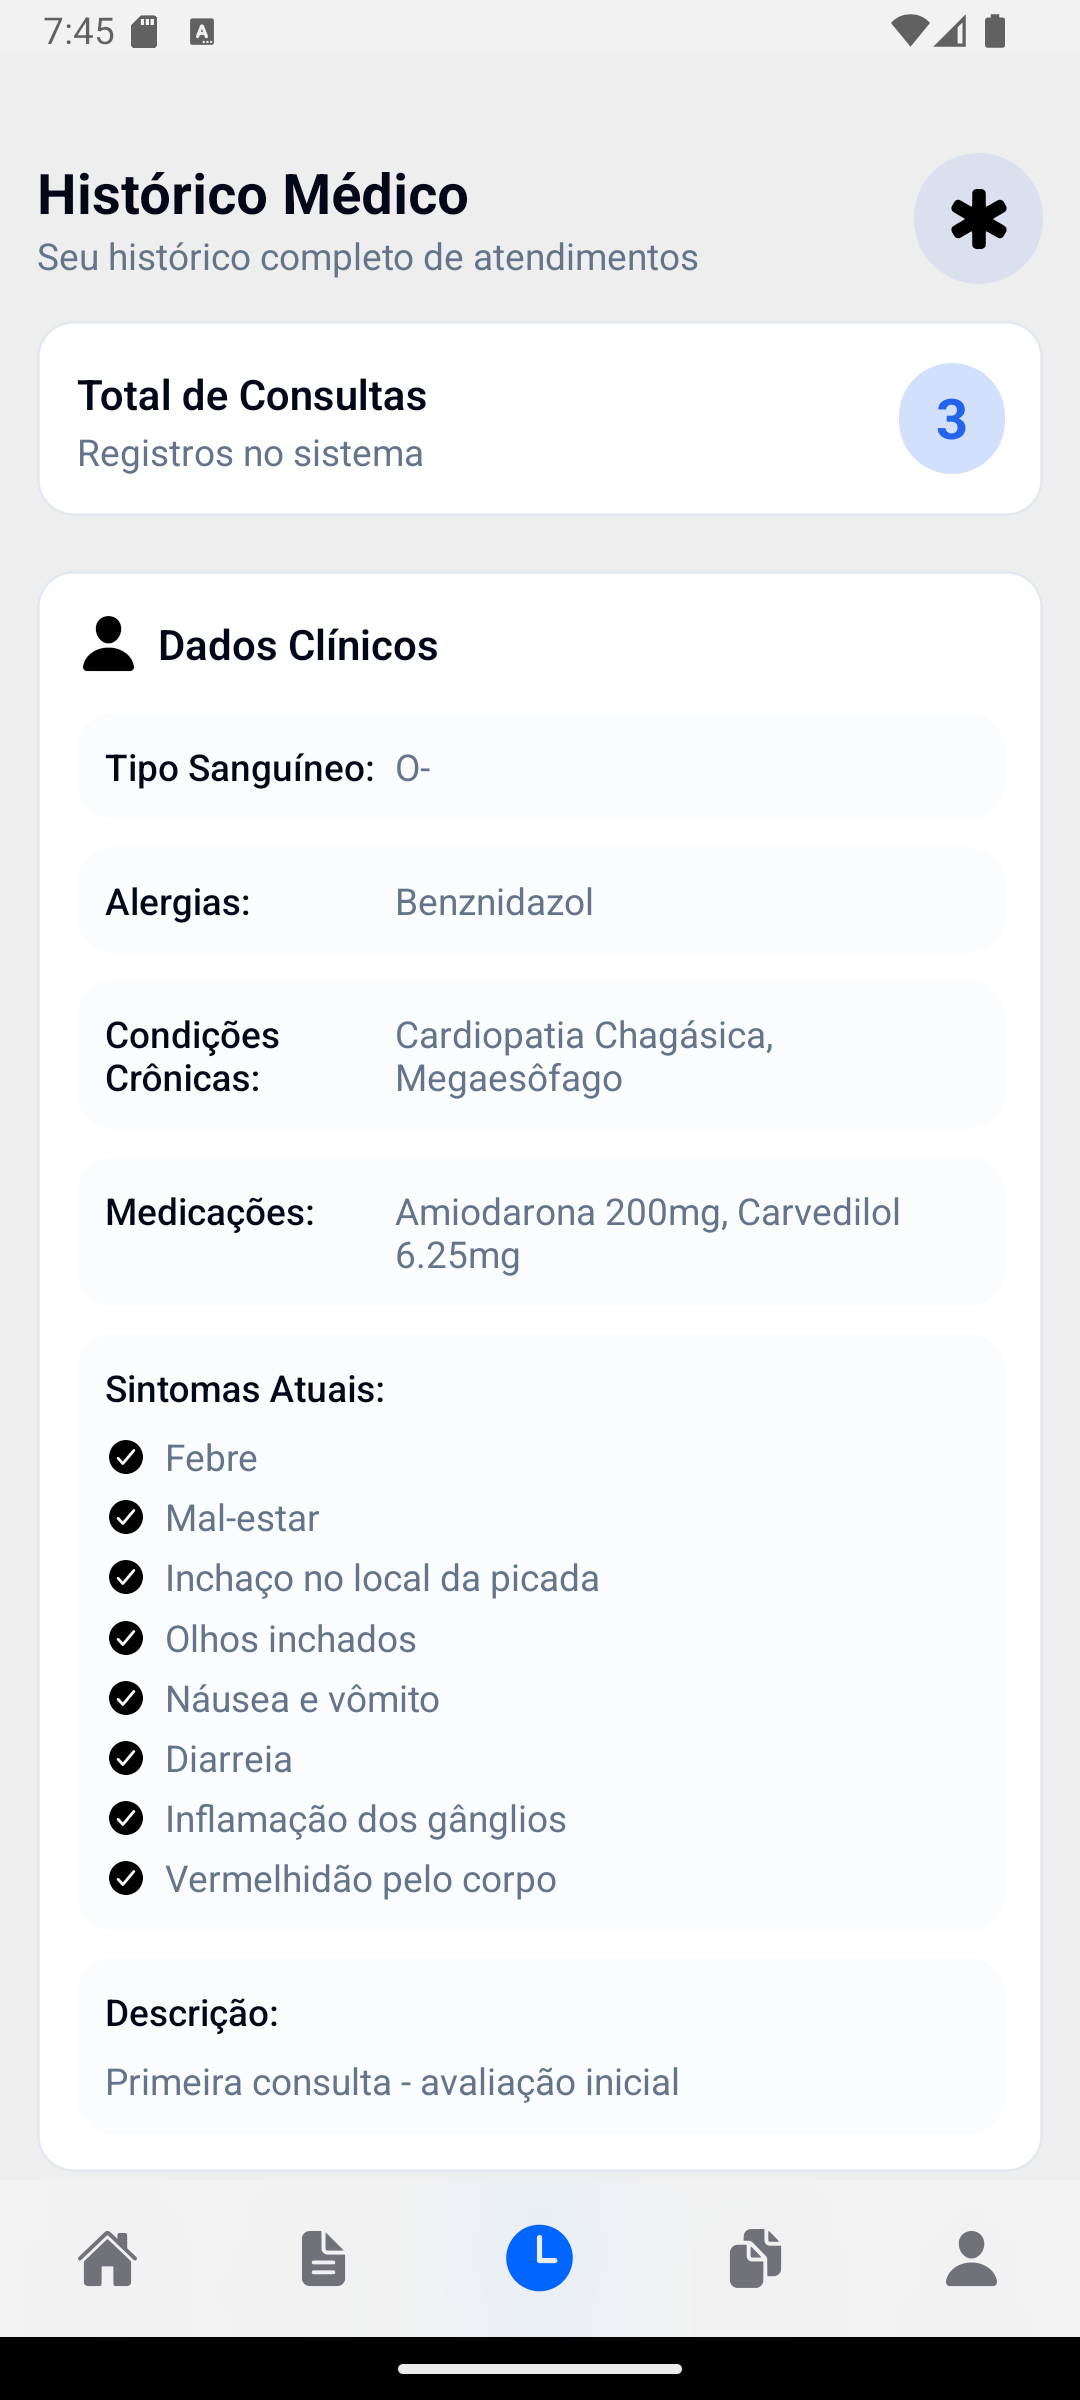 7:45
Histórico Médico
Seu histórico completo de atendimentos
Total de Consultas
Registros no sistema
3
Dados Clínicos
Tipo Sanguíneo: O-
Alergias: Benznidazol
Condições Crônicas: Cardiopatia Chagásica, Megaesôfago
Medicações: Amiodarona 200mg, Carvedilol 6.25mg
Sintomas Atuais:
Febre
Mal-estar
Inchaço no local da picada
Olhos inchados
Náusea e vômito
Diarreia
Inflamação dos gânglios
Vermelhidão pelo corpo
Descrição:
Primeira consulta - avaliação inicial